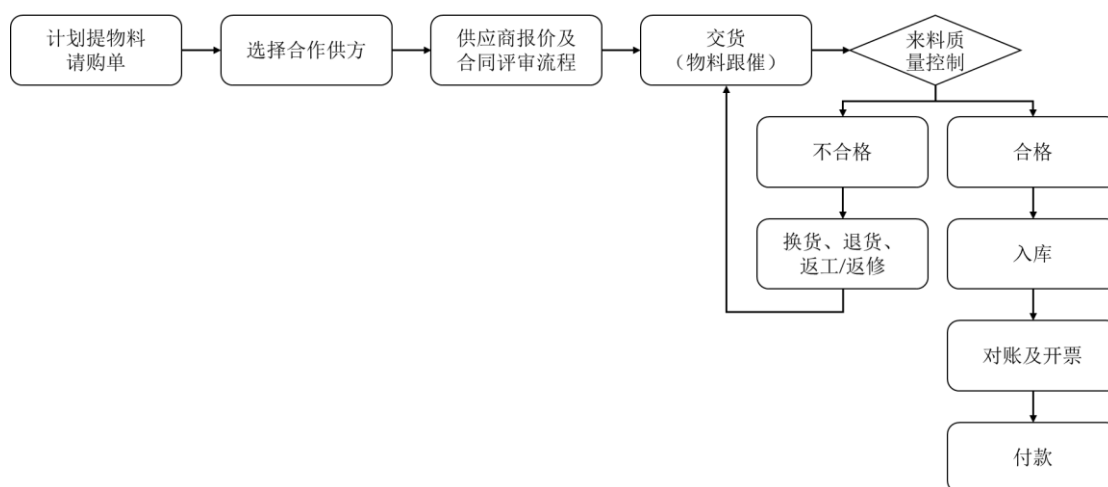 计划提物料
请购单
选择合作供方
供应商报价及
合同评审流程
交货
（物料跟催）
来料质
量控制
不合格
合格
换货、退货、
返工/返修
入库
对账及开票
付款